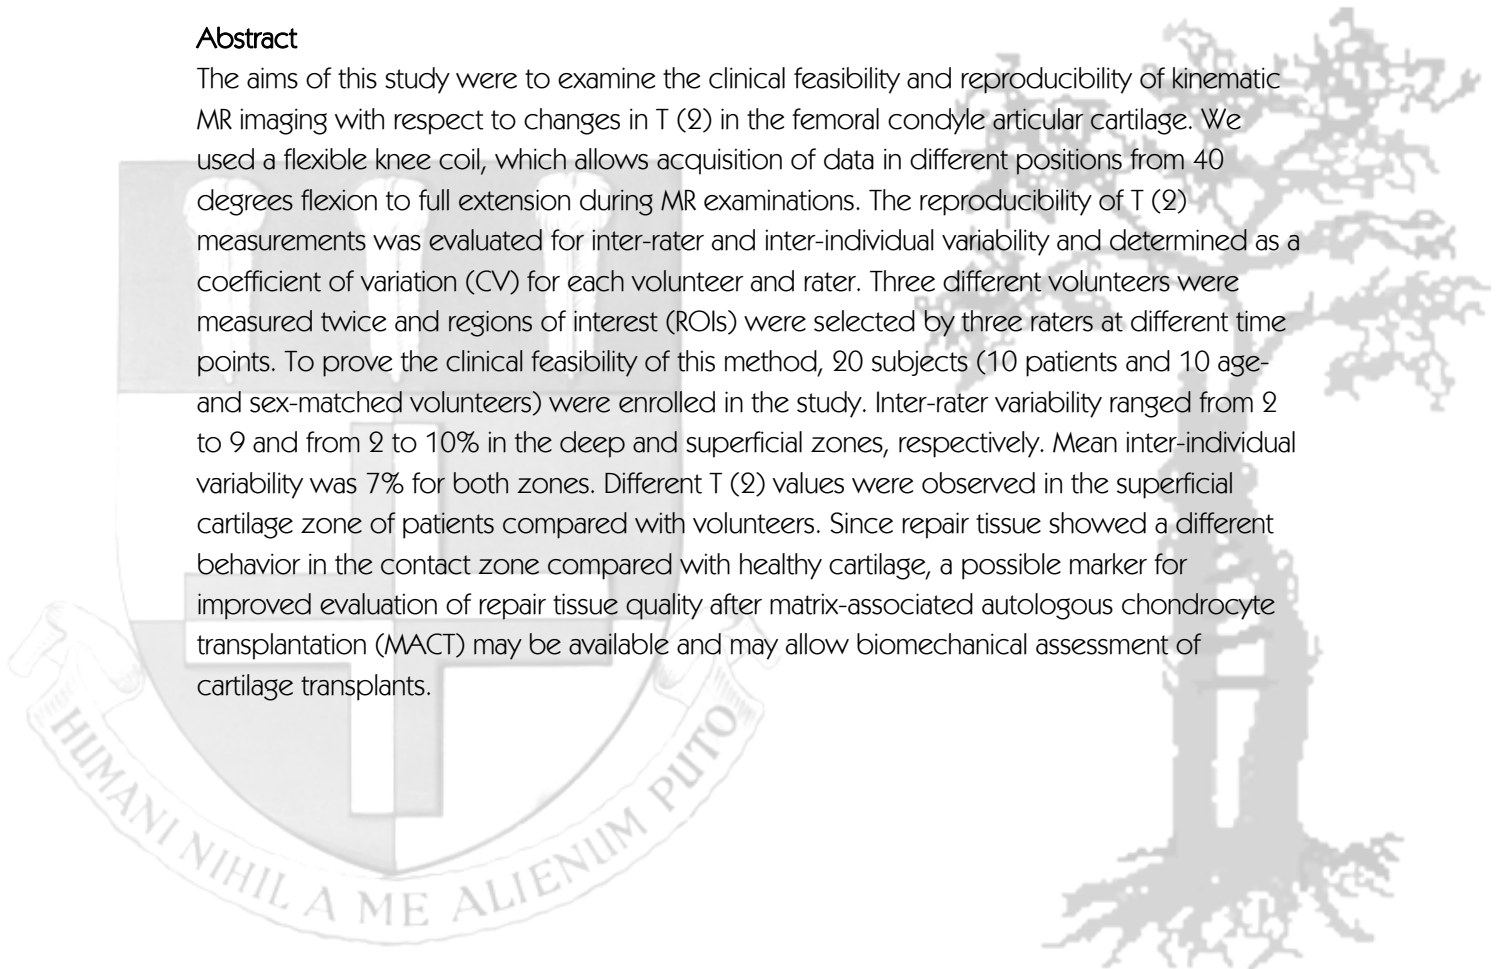 Abstract
The aims of this study were to examine the clinical feasibility and reproducibility of kinematic
MR imaging with respect to changes in T (2) in the femoral condyle articular cartilage. We
used a flexible knee coil, which allows acquisition of data in different positions from 40
degrees flexion to full extension during MR examinations. The reproducibility of T (2)
measurements was evaluated for inter-rater and inter-individual variability and determined as a
coefficient of variation (CV) for each volunteer and rater. Three different volunteers were
measured twice and regions of interest (ROIs) were selected by three raters at different time
points. To prove the clinical feasibility of this method, 20 subjects (10 patients and 10 age-
and sex-matched volunteers) were enrolled in the study. Inter-rater variability ranged from 2
to 9 and from 2 to 10% in the deep and superficial zones, respectively. Mean inter-individual
variability was 7% for both zones. Different T (2) values were observed in the superficial
cartilage zone of patients compared with volunteers. Since repair tissue showed a different
behavior in the contact zone compared with healthy cartilage, a possible marker for
improved evaluation of repair tissue quality after matrix-associated autologous chondrocyte
transplantation (MACT) may be available and may allow biomechanical assessment of
cartilage transplants.
HUMANI NIHIL A ME ALIENUM PUTO